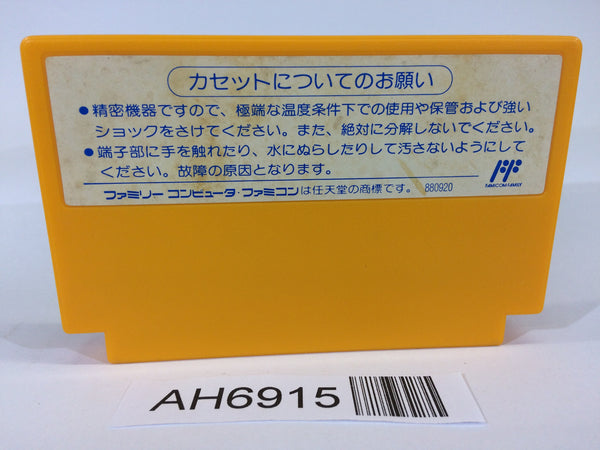 カセットについてのお願い
●精密機器ですので、極端な温度条件下での使用や保管および強い
ショックをさけてください。また、絶対に分解しないでください。
●端子部に手を触れたり、水にぬらしたりして汚さないようにして
ください。故障の原因となります。
ファミリー コンピュータ・ファミコンは任天堂の商標です。 880920
FAMICOM FAMILY
AH6915